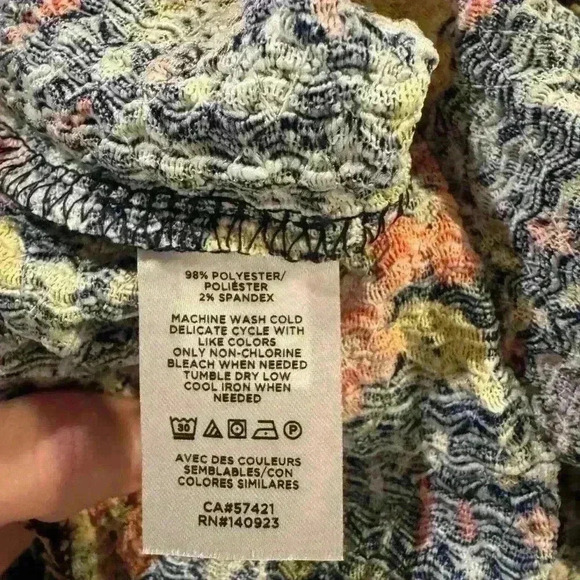 98% POLYESTER/
POLIÉSTER
2% SPANDEX
MACHINE WASH COLD
DELICATE CYCLE WITH
LIKE COLORS
ONLY NON-CHLORINE
BLEACH WHEN NEEDED
TUMBLE DRY LOW
COOL IRON WHEN
NEEDED
30 P
AVEC DES COULEURS
SEMBLABLES/CON
COLORES SIMILARES
CA#57421
RN#140923